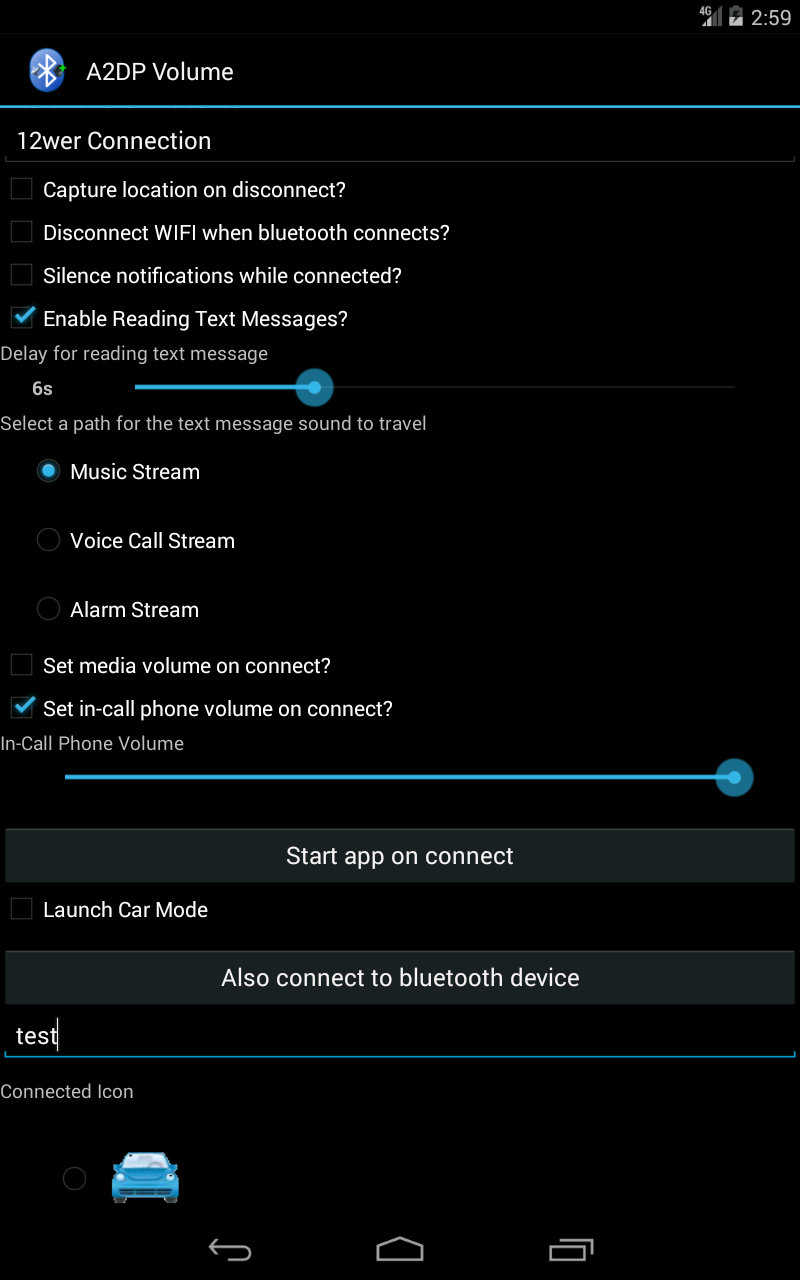 4G 2:59
A2DP Volume
12wer Connection
Capture location on disconnect?
Disconnect WIFI when bluetooth connects?
Silence notifications while connected?
Enable Reading Text Messages?
Delay for reading text message
6s
Select a path for the text message sound to travel
Music Stream
Voice Call Stream
Alarm Stream
Set media volume on connect?
Set in-call phone volume on connect?
In-Call Phone Volume
Start app on connect
Launch Car Mode
Also connect to bluetooth device
test
Connected Icon